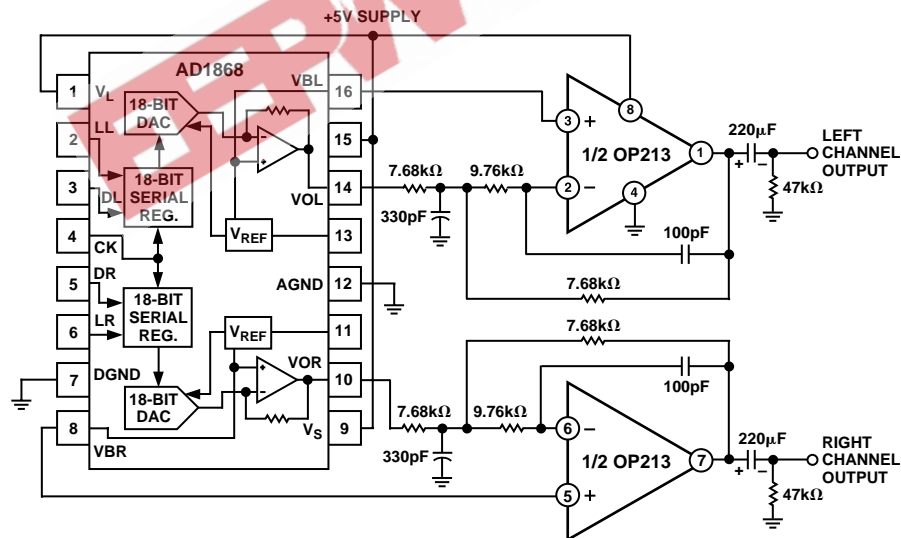 +5V SUPPLY
AD1868
1 VL
18-BIT DAC
VBL 16
LL
2
15
3
DL
18-BIT SERIAL REG.
VOL 14
4
CK
VREF
13
5 DR
18-BIT SERIAL REG.
AGND 12
6 LR
VREF
11
7 DGND
18-BIT DAC
VOR 10
8
VBR
VS 9
+
−
+
−
7.68kΩ
9.76kΩ
330pF
3 +
8
1/2 OP213
1
2 −
4
100pF
7.68kΩ
220µF
+ −
47kΩ
LEFT CHANNEL OUTPUT
7.68kΩ
100pF
7.68kΩ
9.76kΩ
330pF
6 −
1/2 OP213
7
5 +
220µF
+ −
47kΩ
RIGHT CHANNEL OUTPUT